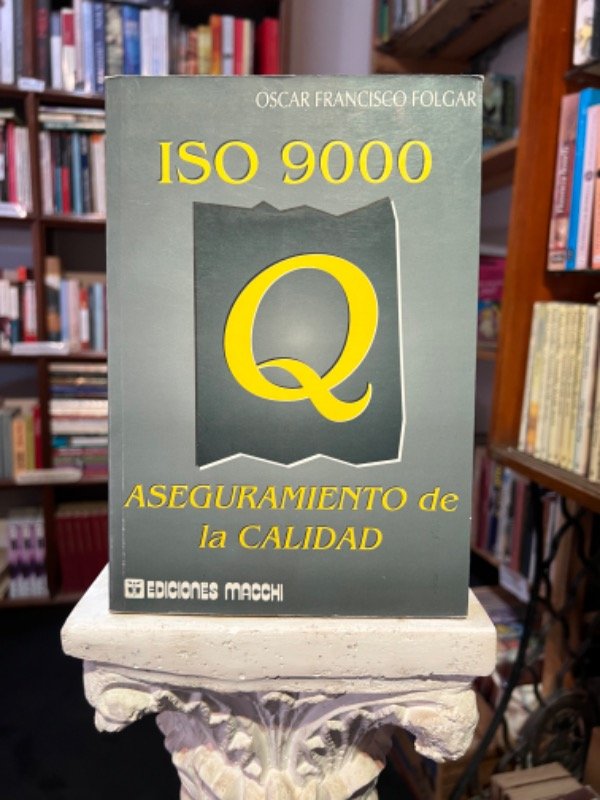 OSCAR FRANCISCO FOLGAR
ISO 9000
Q
ASEGURAMIENTO de
la CALIDAD
EDICIONES MACCHI